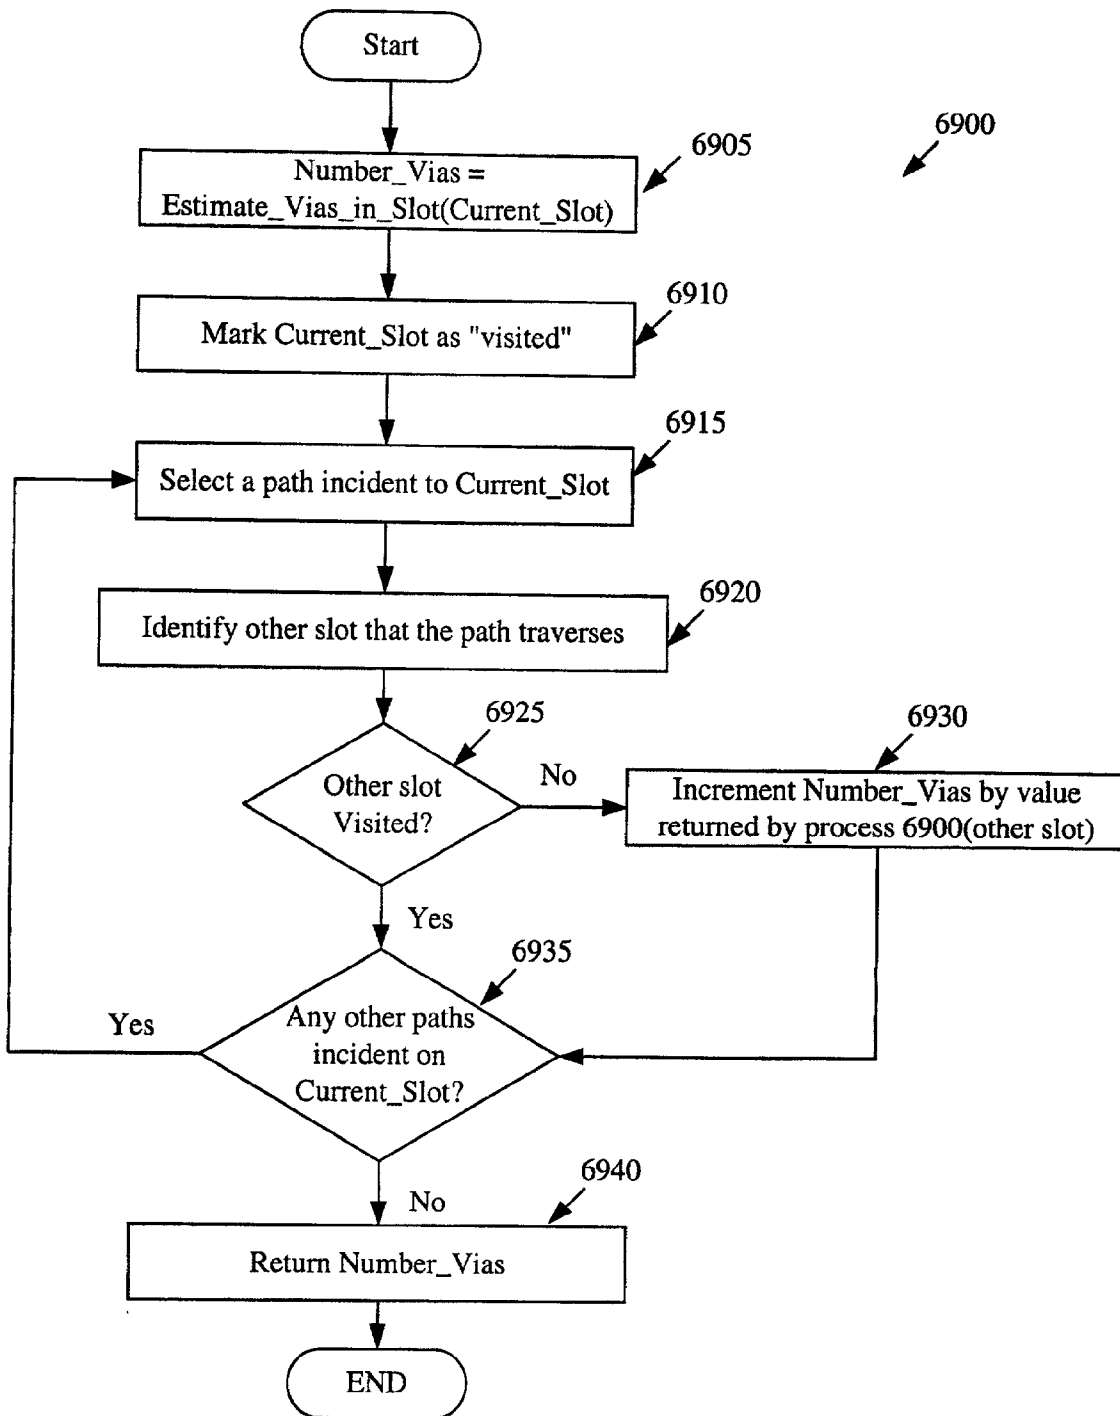 Start
6900
6905
Number_Vias =
Estimate_Vias_in_Slot(Current_Slot)
6910
Mark Current_Slot as "visited"
6915
Select a path incident to Current_Slot
6920
Identify other slot that the path traverses
6925
Other slot
Visited?
No
6930
Increment Number_Vias by value
returned by process 6900(other slot)
Yes
6935
Any other paths
incident on
Current_Slot?
Yes
No
6940
Return Number_Vias
END